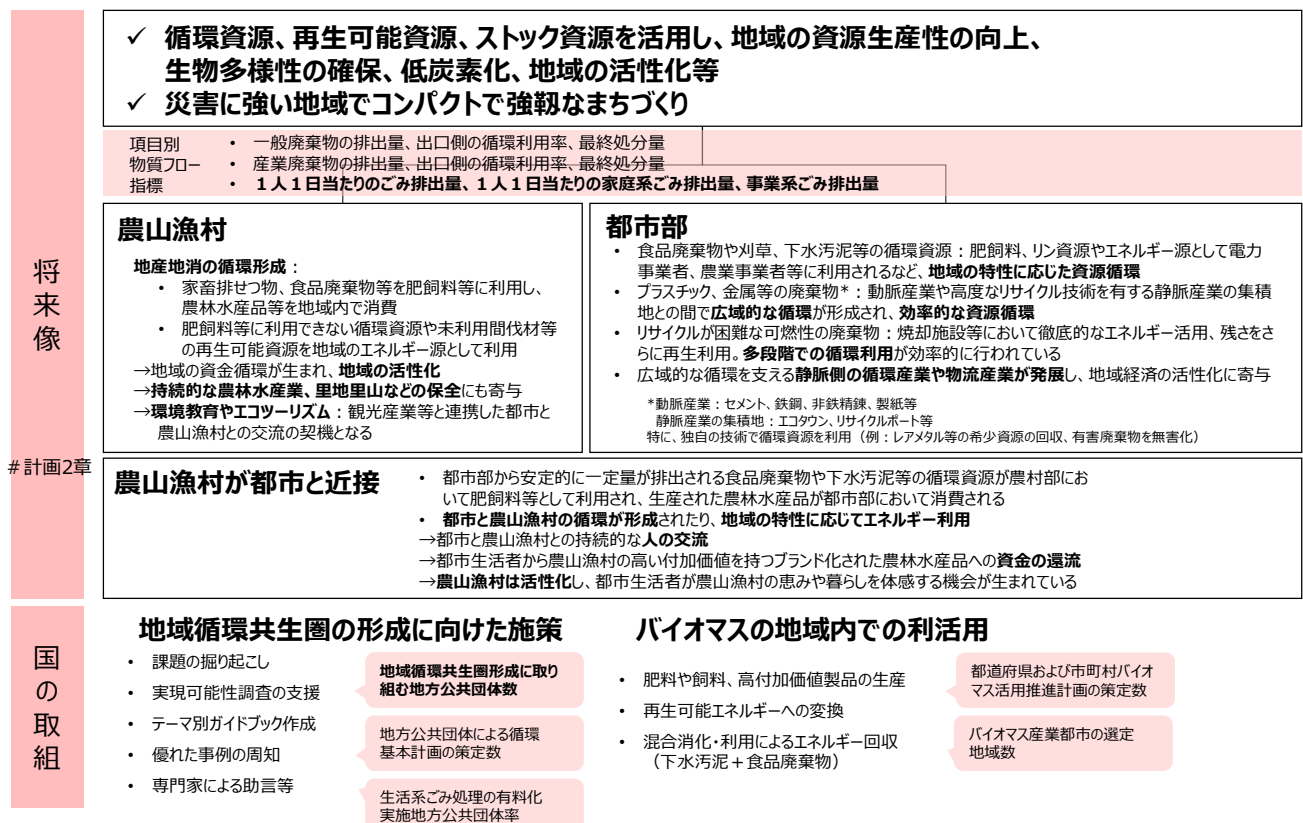 ✓ 循環資源、再生可能資源、ストック資源を活用し、地域の資源生産性の向上、
生物多様性の確保、低炭素化、地域の活性化等
✓ 災害に強い地域でコンパクトで強靱なまちづくり
項目別
物質フロー
指標
• 一般廃棄物の排出量、出口側の循環利用率、最終処分量
• 産業廃棄物の排出量、出口側の循環利用率、最終処分量
• １人１日当たりのごみ排出量、１人１日当たりの家庭系ごみ排出量、事業系ごみ排出量
将来像
#計画2章
農山漁村
地産地消の循環形成：
• 家畜排せつ物、食品廃棄物等を肥飼料等に利用し、
農林水産品等を地域内で消費
• 肥飼料等に利用できない循環資源や未利用間伐材等
の再生可能資源を地域のエネルギー源として利用
→地域の資金循環が生まれ、地域の活性化
→持続的な農林水産業、里地里山などの保全にも寄与
→環境教育やエコツーリズム：観光産業等と連携した都市と
農山漁村との交流の契機となる
都市部
• 食品廃棄物や刈草、下水汚泥等の循環資源：肥飼料、リン資源やエネルギー源として電力
事業者、農業事業者等に利用されるなど、地域の特性に応じた資源循環
• プラスチック、金属等の廃棄物*：動脈産業や高度なリサイクル技術を有する静脈産業の集積
地との間で広域的な循環が形成され、効率的な資源循環
• リサイクルが困難な可燃性の廃棄物：焼却施設等において徹底的なエネルギー活用、残さをさ
らに再生利用。多段階での循環利用が効率的に行われている
• 広域的な循環を支える静脈側の循環産業や物流産業が発展し、地域経済の活性化に寄与
*動脈産業：セメント、鉄鋼、非鉄精錬、製紙等
静脈産業の集積地：エコタウン、リサイクルポート等
特に、独自の技術で循環資源を利用（例：レアメタル等の希少資源の回収、有害廃棄物を無害化）
農山漁村が都市と近接
• 都市部から安定的に一定量が排出される食品廃棄物や下水汚泥等の循環資源が農村部にお
いて肥飼料等として利用され、生産された農林水産品が都市部において消費される
• 都市と農山漁村の循環が形成されたり、地域の特性に応じてエネルギー利用
→都市と農山漁村との持続的な人の交流
→都市生活者から農山漁村の高い付加価値を持つブランド化された農林水産品への資金の還流
→農山漁村は活性化し、都市生活者が農山漁村の恵みや暮らしを体感する機会が生まれている
国の取組
地域循環共生圏の形成に向けた施策
• 課題の掘り起こし
• 実現可能性調査の支援
• テーマ別ガイドブック作成
• 優れた事例の周知
• 専門家による助言等
地域循環共生圏形成に取り
組む地方公共団体数
地方公共団体による循環
基本計画の策定数
生活系ごみ処理の有料化
実施地方公共団体率
バイオマスの地域内での利活用
• 肥料や飼料、高付加価値製品の生産
• 再生可能エネルギーへの変換
• 混合消化・利用によるエネルギー回収
（下水汚泥＋食品廃棄物）
都道府県および市町村バイオ
マス活用推進計画の策定数
バイオマス産業都市の選定
地域数